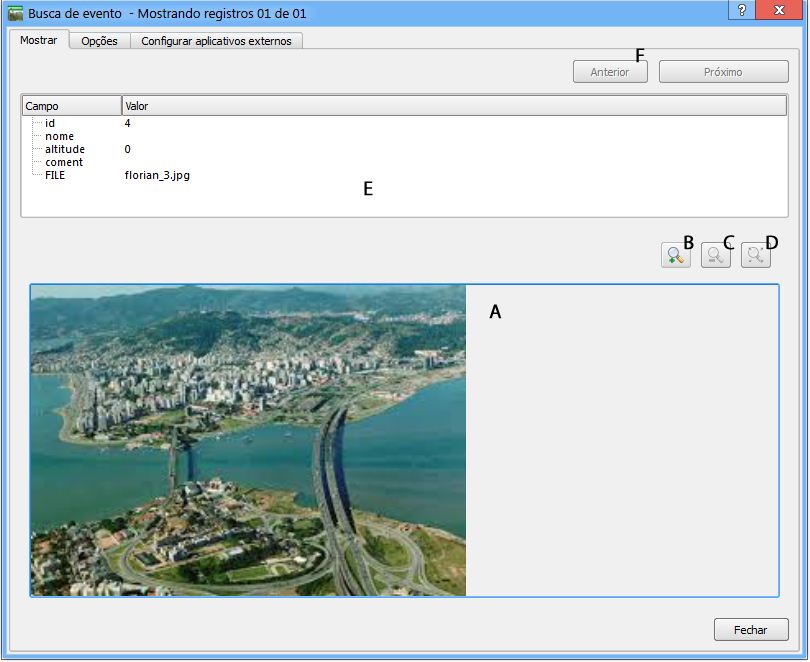 Busca de evento - Mostrando registros 01 de 01
?
Mostrar Opções Configurar aplicativos externos
F
Anterior Próximo
Campo Valor
id 4
nome
altitude 0
coment
FILE florian_3.jpg
E
B C D
A
Fechar